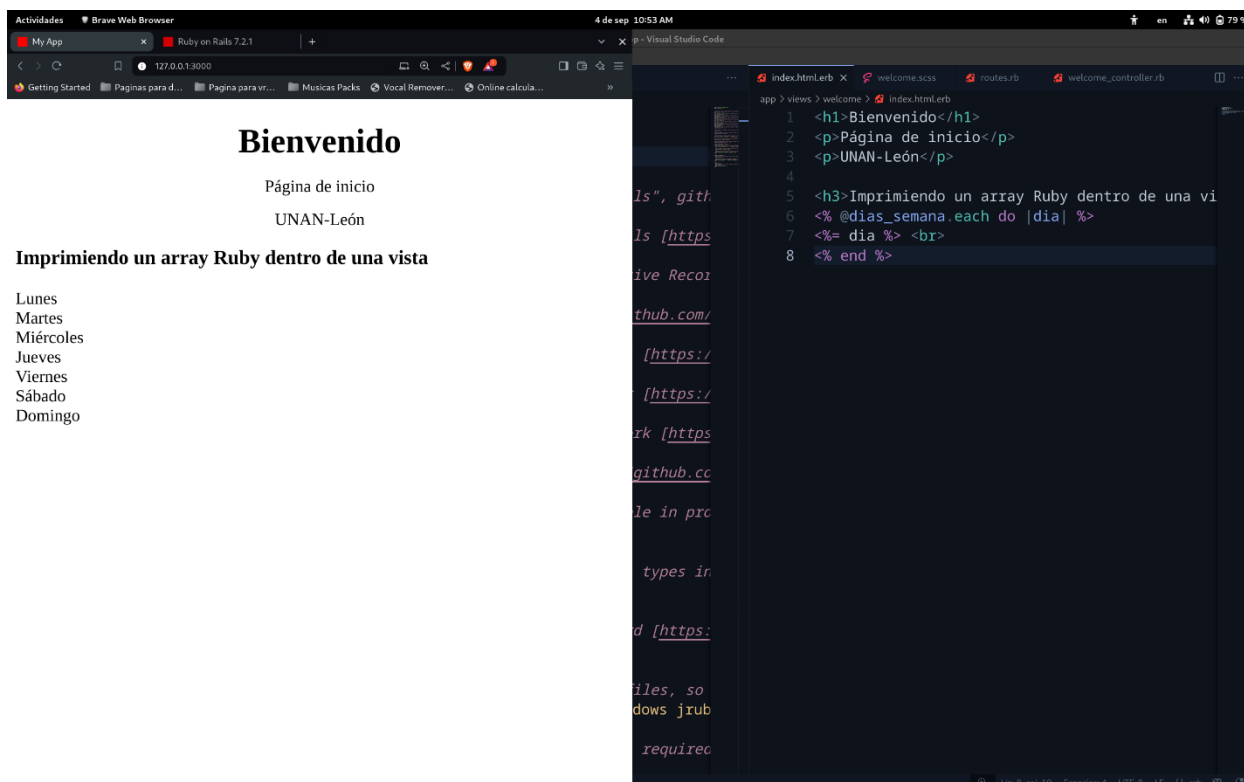 Actividades Brave Web Browser 4 de sep 10:53 AM en 79 %
My App Ruby on Rails 7.2.1
127.0.0.1:3000
Getting Started Paginas para d... Pagina para vr... Musicas Packs Vocal Remover... Online calcula... »
Bienvenido
Página de inicio
UNAN-León
Imprimiendo un array Ruby dentro de una vista
Lunes
Martes
Miércoles
Jueves
Viernes
Sábado
Domingo
p - Visual Studio Code
ls", gith
ls [https
ive Recor
thub.com/
[https:/
[https:/
rk [https
github.co
le in pro
types in
d [https:
files, so
dows jrub
required
index.html.erb welcome.scss routes.rb welcome_controller.rb
app > views > welcome > index.html.erb
1 <h1>Bienvenido</h1>
2 <p>Página de inicio</p>
3 <p>UNAN-León</p>
4
5 <h3>Imprimiendo un array Ruby dentro de una vi
6 <% @dias_semana.each do |dia| %>
7 <%= dia %> <br>
8 <% end %>